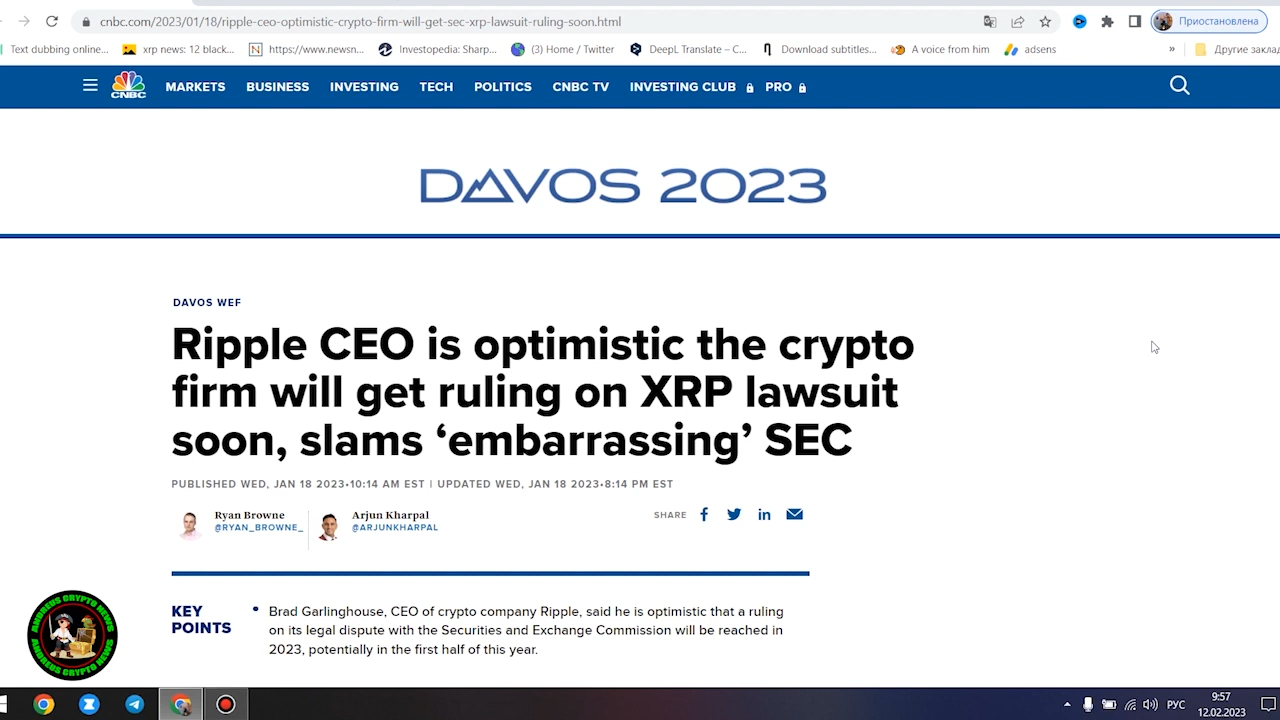 cnbc.com/2023/01/18/ripple-ceo-optimistic-crypto-firm-will-get-sec-xrp-lawsuit-ruling-soon.html
Приостановлена
Text dubbing online...
xrp news: 12 black...
https://www.newsn...
Investopedia: Sharp...
(3) Home / Twitter
DeepL Translate – C...
Download subtitles...
A voice from him
adsens
»
Другие заклад
CNBC
MARKETS
BUSINESS
INVESTING
TECH
POLITICS
CNBC TV
INVESTING CLUB
PRO
DAVOS 2023
DAVOS WEF
Ripple CEO is optimistic the crypto
firm will get ruling on XRP lawsuit
soon, slams ‘embarrassing’ SEC
PUBLISHED WED, JAN 18 2023•10:14 AM EST | UPDATED WED, JAN 18 2023•8:14 PM EST
Ryan Browne
@RYAN_BROWNE_
Arjun Kharpal
@ARJUNKHARPAL
SHARE
KEY
POINTS
• Brad Garlinghouse, CEO of crypto company Ripple, said he is optimistic that a ruling
on its legal dispute with the Securities and Exchange Commission will be reached in
2023, potentially in the first half of this year.
ANDREUS CRYPTO NEWS
ANDREUS CRYPTO NEWS
РУС
9:57
12.02.2023